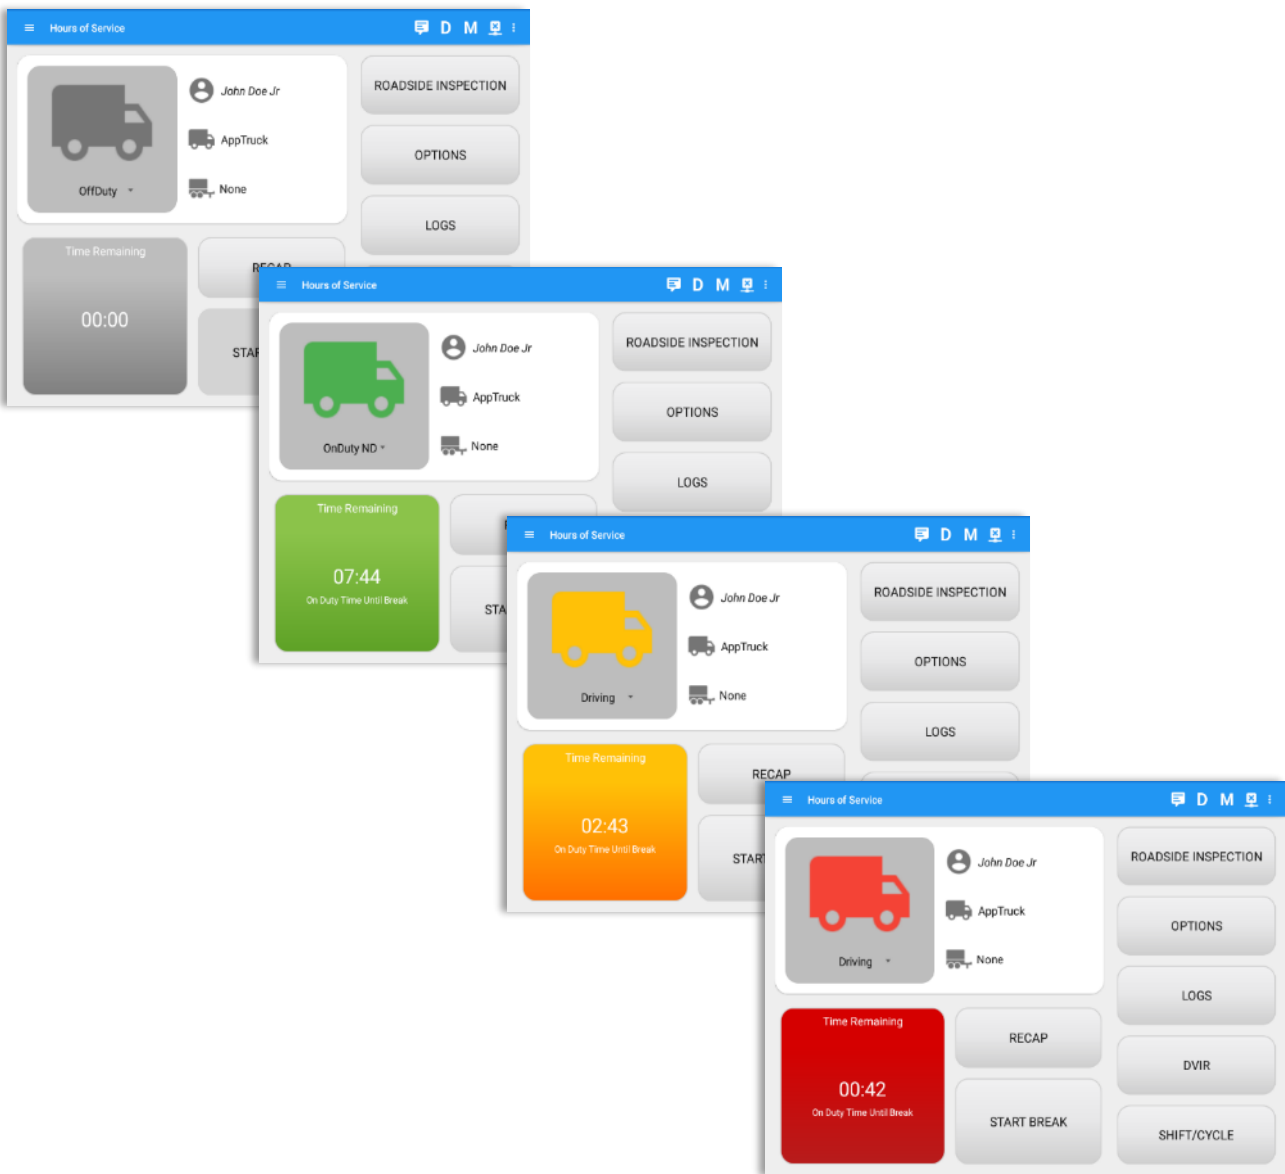 Hours of Service D M
John Doe Jr
AppTruck
None
OffDuty
ROADSIDE INSPECTION
OPTIONS
LOGS
Time Remaining
00:00
RECAP
Hours of Service D M
John Doe Jr
AppTruck
None
OnDuty ND
ROADSIDE INSPECTION
OPTIONS
LOGS
Time Remaining
07:44
On Duty Time Until Break
Hours of Service D M
John Doe Jr
AppTruck
None
Driving
ROADSIDE INSPECTION
OPTIONS
LOGS
Time Remaining
02:43
On Duty Time Until Break
RECAP
START
Hours of Service D M
John Doe Jr
AppTruck
None
Driving
ROADSIDE INSPECTION
OPTIONS
LOGS
DVIR
SHIFT/CYCLE
Time Remaining
00:42
On Duty Time Until Break
RECAP
START BREAK